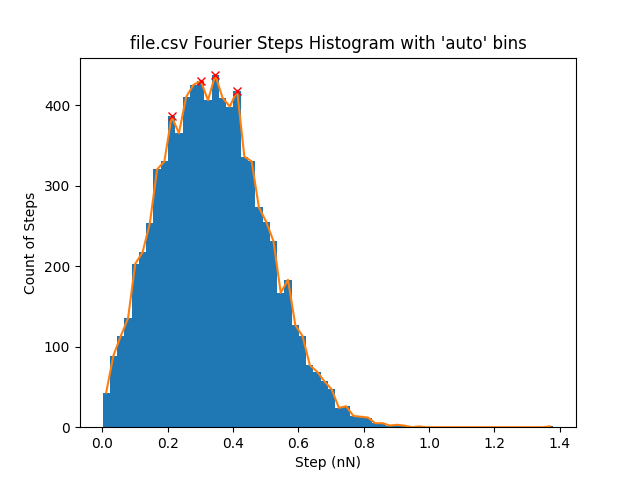 file.csv Fourier Steps Histogram with 'auto' bins
400
300
200
100
0
Count of Steps
0.0 0.2 0.4 0.6 0.8 1.0 1.2 1.4
Step (nN)